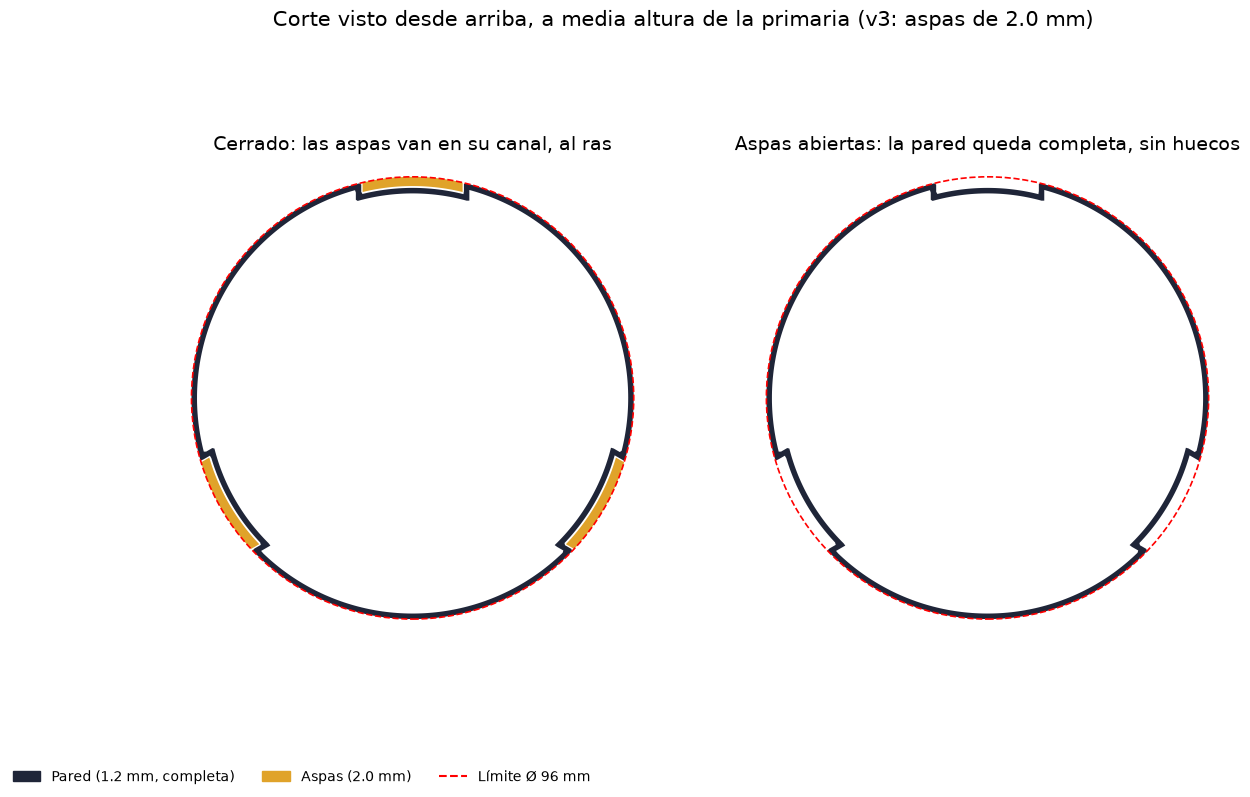 Corte visto desde arriba, a media altura de la primaria (v3: aspas de 2.0 mm)
Cerrado: las aspas van en su canal, al ras
Aspas abiertas: la pared queda completa, sin huecos
Pared (1.2 mm, completa)
Aspas (2.0 mm)
Límite Ø 96 mm